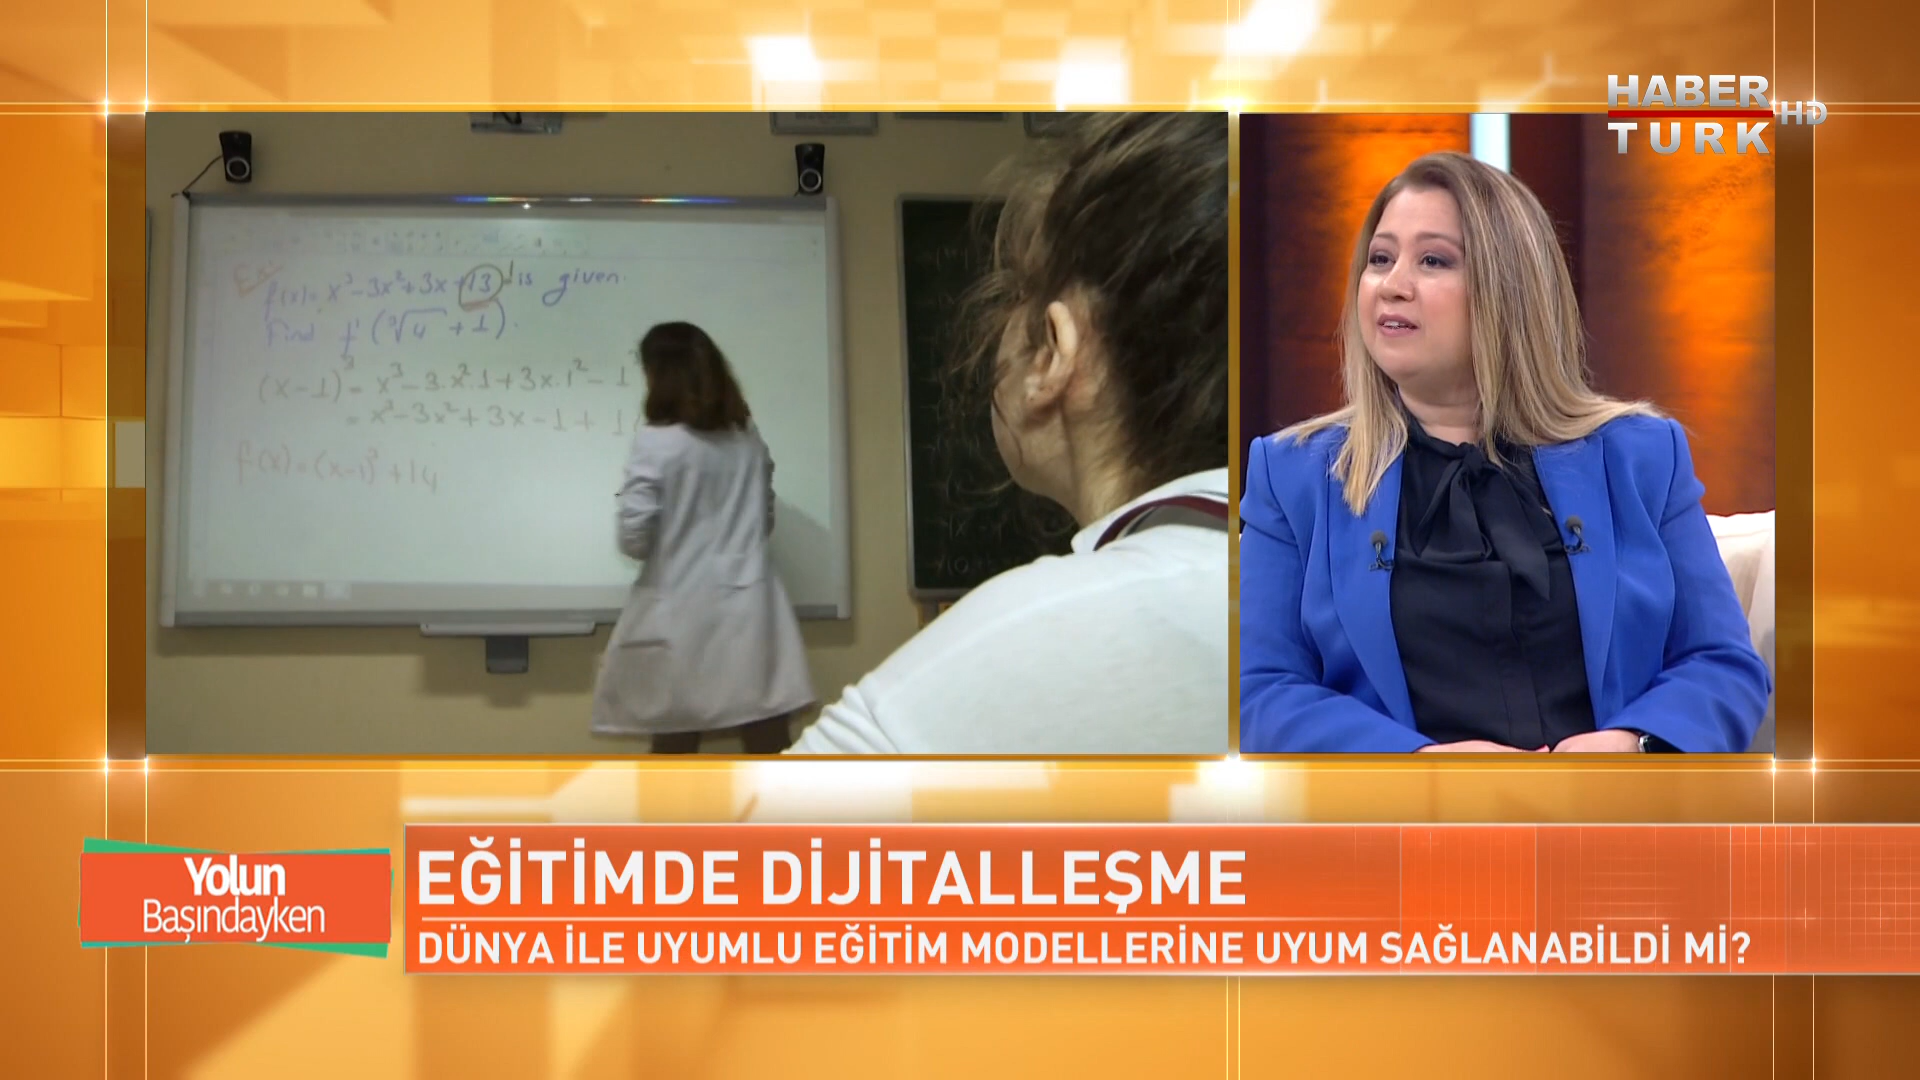 HABER
TURK HD
Ex:
f(x) = x³-3x²+3x+13 is given.
Find f¹(∛4 + 1).
(x-1)³ = x³-3.x².1+3x.1²-1³
= x³-3x²+3x-1+1
f(x)=(x-1)³+14
Yolun
Başındayken
EĞİTİMDE DİJİTALLEŞME
DÜNYA İLE UYUMLU EĞİTİM MODELLERİNE UYUM SAĞLANABİLDİ Mİ?